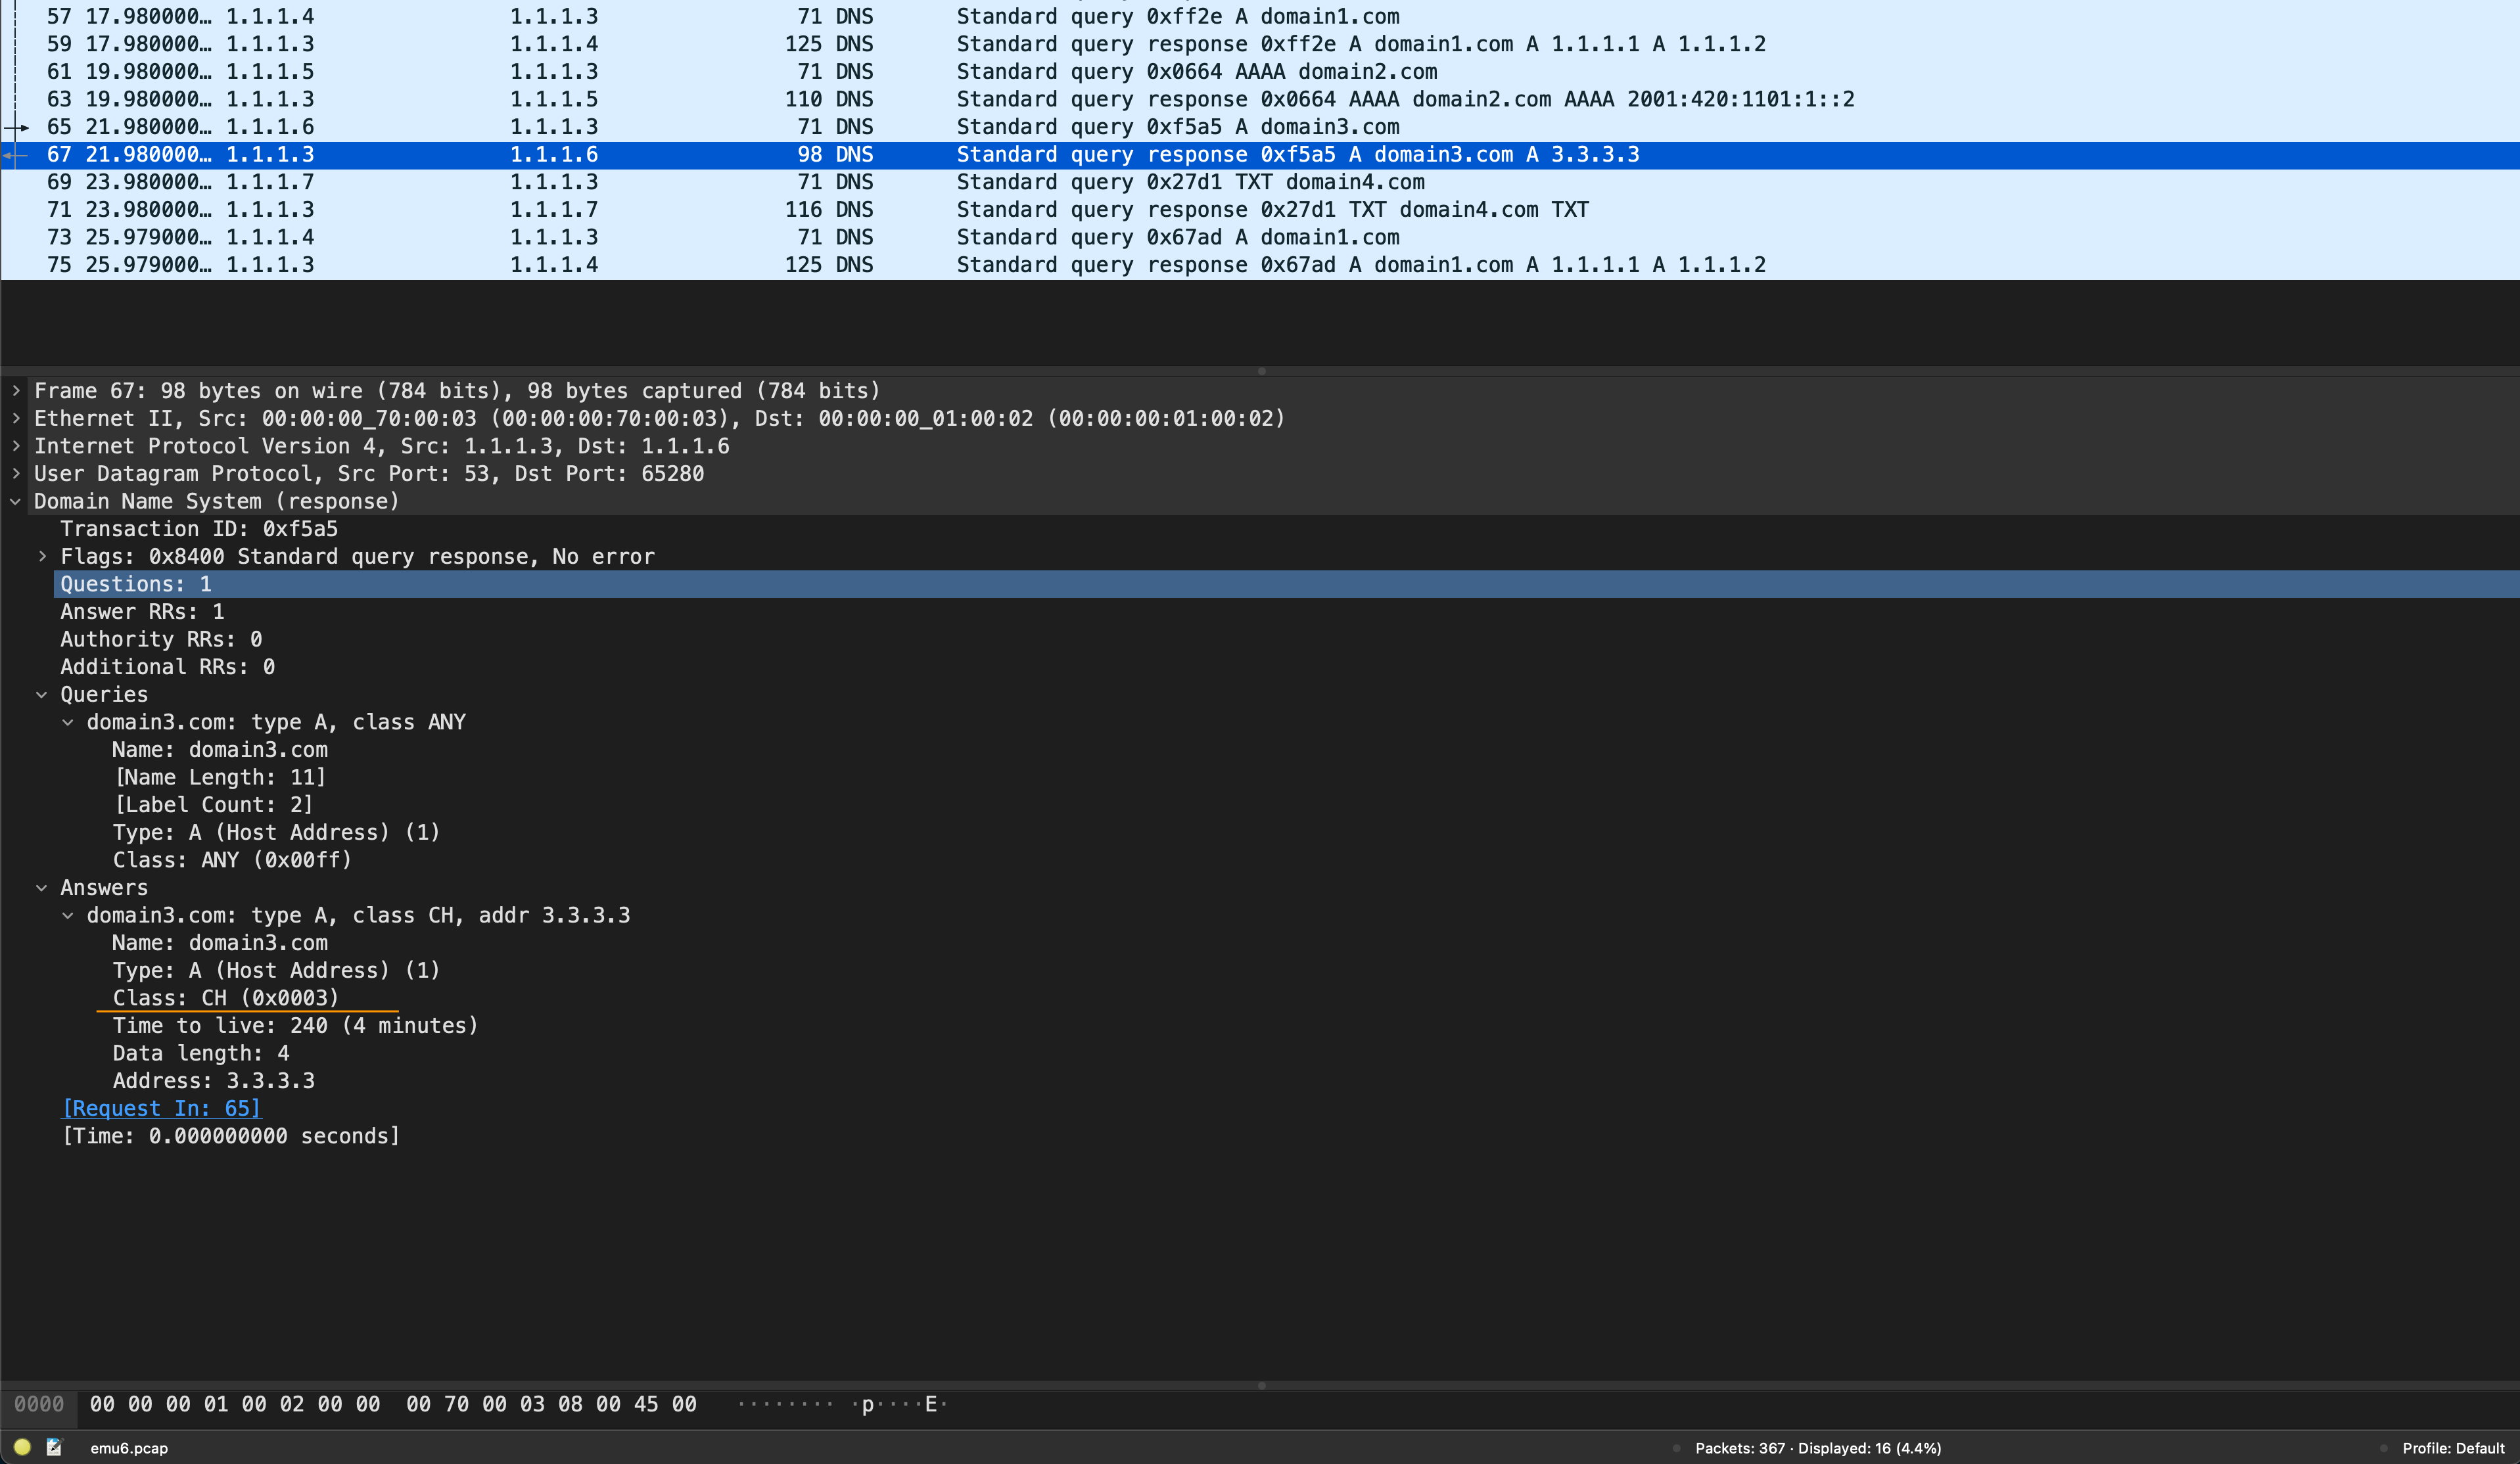 57 17.980000… 1.1.1.4 1.1.1.3 71 DNS Standard query 0xff2e A domain1.com
59 17.980000… 1.1.1.3 1.1.1.4 125 DNS Standard query response 0xff2e A domain1.com A 1.1.1.1 A 1.1.1.2
61 19.980000… 1.1.1.5 1.1.1.3 71 DNS Standard query 0x0664 AAAA domain2.com
63 19.980000… 1.1.1.3 1.1.1.5 110 DNS Standard query response 0x0664 AAAA domain2.com AAAA 2001:420:1101:1::2
65 21.980000… 1.1.1.6 1.1.1.3 71 DNS Standard query 0xf5a5 A domain3.com
67 21.980000… 1.1.1.3 1.1.1.6 98 DNS Standard query response 0xf5a5 A domain3.com A 3.3.3.3
69 23.980000… 1.1.1.7 1.1.1.3 71 DNS Standard query 0x27d1 TXT domain4.com
71 23.980000… 1.1.1.3 1.1.1.7 116 DNS Standard query response 0x27d1 TXT domain4.com TXT
73 25.979000… 1.1.1.4 1.1.1.3 71 DNS Standard query 0x67ad A domain1.com
75 25.979000… 1.1.1.3 1.1.1.4 125 DNS Standard query response 0x67ad A domain1.com A 1.1.1.1 A 1.1.1.2
Frame 67: 98 bytes on wire (784 bits), 98 bytes captured (784 bits)
Ethernet II, Src: 00:00:00_70:00:03 (00:00:00:70:00:03), Dst: 00:00:00_01:00:02 (00:00:00:01:00:02)
Internet Protocol Version 4, Src: 1.1.1.3, Dst: 1.1.1.6
User Datagram Protocol, Src Port: 53, Dst Port: 65280
Domain Name System (response)
Transaction ID: 0xf5a5
Flags: 0x8400 Standard query response, No error
Questions: 1
Answer RRs: 1
Authority RRs: 0
Additional RRs: 0
Queries
domain3.com: type A, class ANY
Name: domain3.com
[Name Length: 11]
[Label Count: 2]
Type: A (Host Address) (1)
Class: ANY (0x00ff)
Answers
domain3.com: type A, class CH, addr 3.3.3.3
Name: domain3.com
Type: A (Host Address) (1)
Class: CH (0x0003)
Time to live: 240 (4 minutes)
Data length: 4
Address: 3.3.3.3
[Request In: 65]
[Time: 0.000000000 seconds]
0000 00 00 00 01 00 02 00 00 00 70 00 03 08 00 45 00 ········ ·p····E·
emu6.pcap Packets: 367 · Displayed: 16 (4.4%) Profile: Default